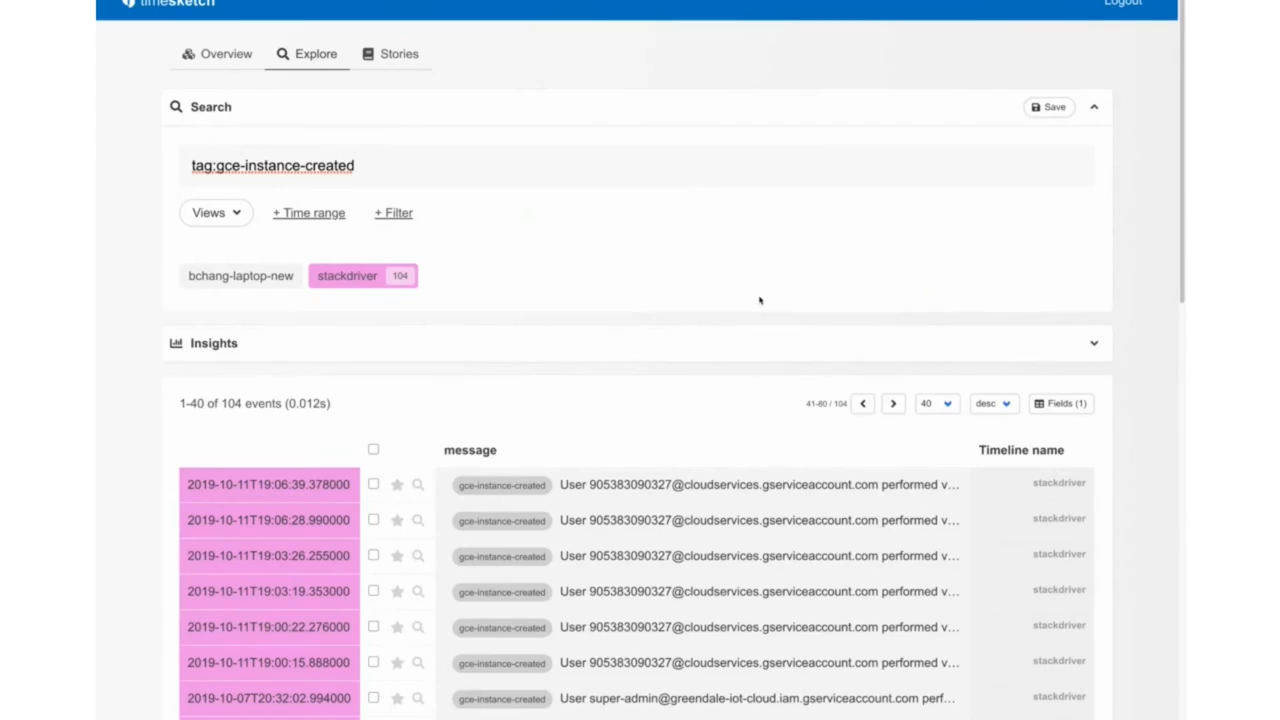 timesketch
Logout
Overview Explore Stories
Search Save
tag:gce-instance-created
Views + Time range + Filter
bchang-laptop-new stackdriver 104
Insights
1-40 of 104 events (0.012s) 41-80 / 104 40 desc Fields (1)
message Timeline name
2019-10-11T19:06:39.378000 gce-instance-created User 905383090327@cloudservices.gserviceaccount.com performed v... stackdriver
2019-10-11T19:06:28.990000 gce-instance-created User 905383090327@cloudservices.gserviceaccount.com performed v... stackdriver
2019-10-11T19:03:26.255000 gce-instance-created User 905383090327@cloudservices.gserviceaccount.com performed v... stackdriver
2019-10-11T19:03:19.353000 gce-instance-created User 905383090327@cloudservices.gserviceaccount.com performed v... stackdriver
2019-10-11T19:00:22.276000 gce-instance-created User 905383090327@cloudservices.gserviceaccount.com performed v... stackdriver
2019-10-11T19:00:15.888000 gce-instance-created User 905383090327@cloudservices.gserviceaccount.com performed v... stackdriver
2019-10-07T20:32:02.994000 gce-instance-created User super-admin@greendale-iot-cloud.iam.gserviceaccount.com perf... stackdriver